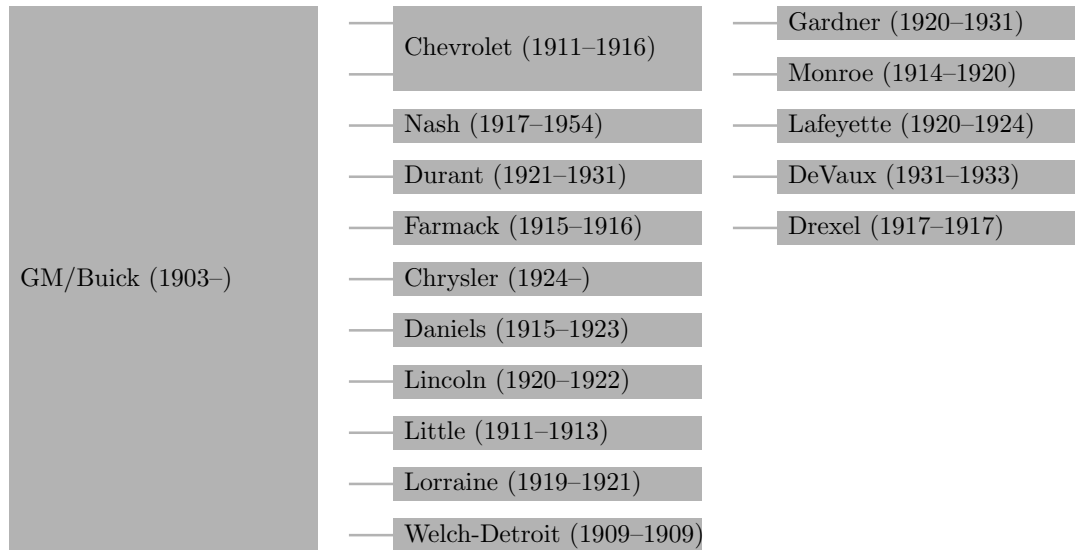 GM/Buick (1903–)
Chevrolet (1911–1916)
Nash (1917–1954)
Durant (1921–1931)
Farmack (1915–1916)
Chrysler (1924–)
Daniels (1915–1923)
Lincoln (1920–1922)
Little (1911–1913)
Lorraine (1919–1921)
Welch-Detroit (1909–1909)
Gardner (1920–1931)
Monroe (1914–1920)
Lafeyette (1920–1924)
DeVaux (1931–1933)
Drexel (1917–1917)